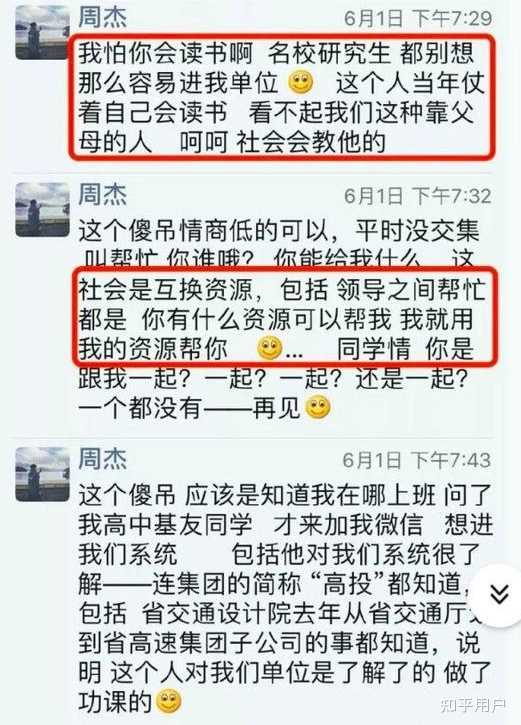 周杰
6月1日 下午7:29
我怕你会读书啊 名校研究生 都别想
那么容易进我单位 这个人当年仗
着自己会读书 看不起我们这种靠父
母的人 呵呵 社会会教他的
周杰
6月1日 下午7:32
这个傻吊情商低的可以，平时没交集
叫帮忙 你谁哦？ 你能给我什么 这
社会是互换资源，包括 领导之间帮忙
都是 你有什么资源可以帮我 我就用
我的资源帮你 ... 同学情 你是
跟我一起？一起？一起？还是一起？
一个都没有——再见
周杰
6月1日 下午7:43
这个傻吊 应该是知道我在哪上班 问了
我高中基友同学 才来加我微信 想进
我们系统 包括他对我们系统很了
解——连集团的简称 “高投”都知道，
包括 省交通设计院去年从省交通厅
到省高速集团子公司的事都知道，说
明 这个人对我们单位是了解了的 做了
功课的
知乎用户